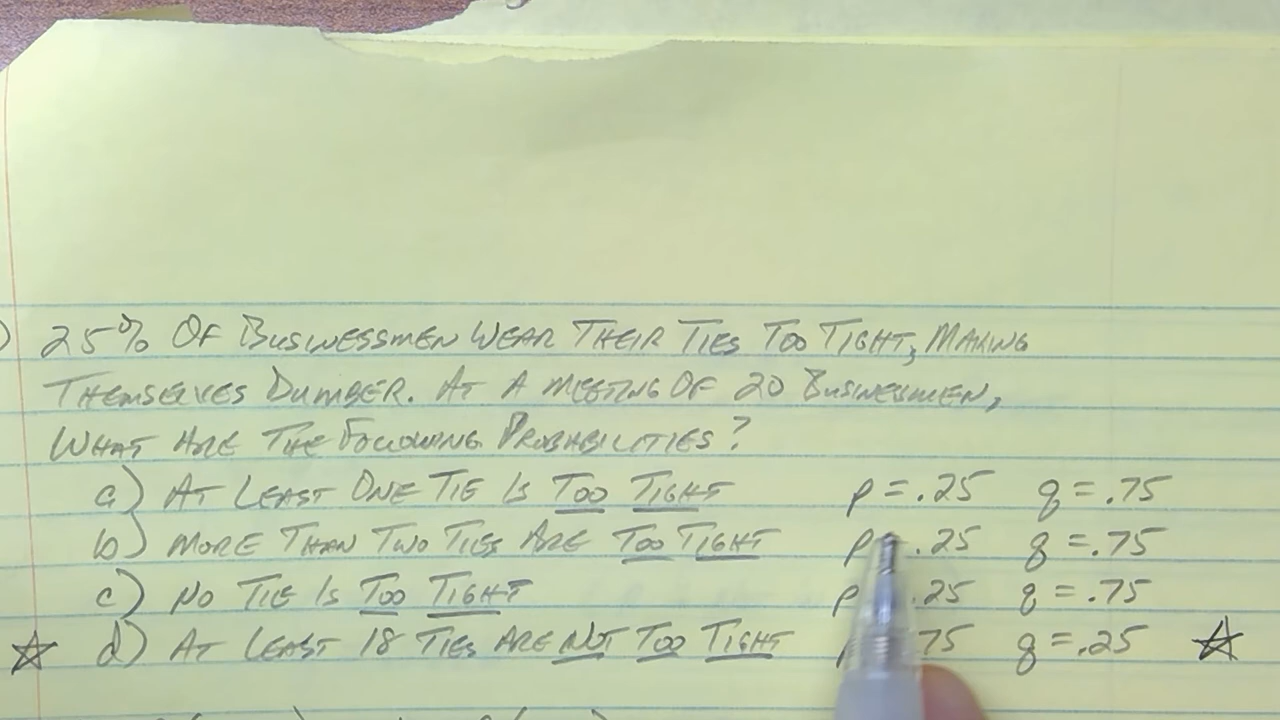 ) 25% OF BUSINESSMEN WEAR THEIR TIES TOO TIGHT, MAKING
THEMSELVES DUMBER. AT A MEETING OF 20 BUSINESSMEN,
WHAT ARE THE FOLLOWING PROBABILITIES?
a) AT LEAST ONE TIE IS TOO TIGHT p = .25 q = .75
b) MORE THAN TWO TIES ARE TOO TIGHT p .25 q = .75
c) NO TIE IS TOO TIGHT p .25 q = .75
☆ d) AT LEAST 18 TIES ARE NOT TOO TIGHT 75 q = .25 ☆